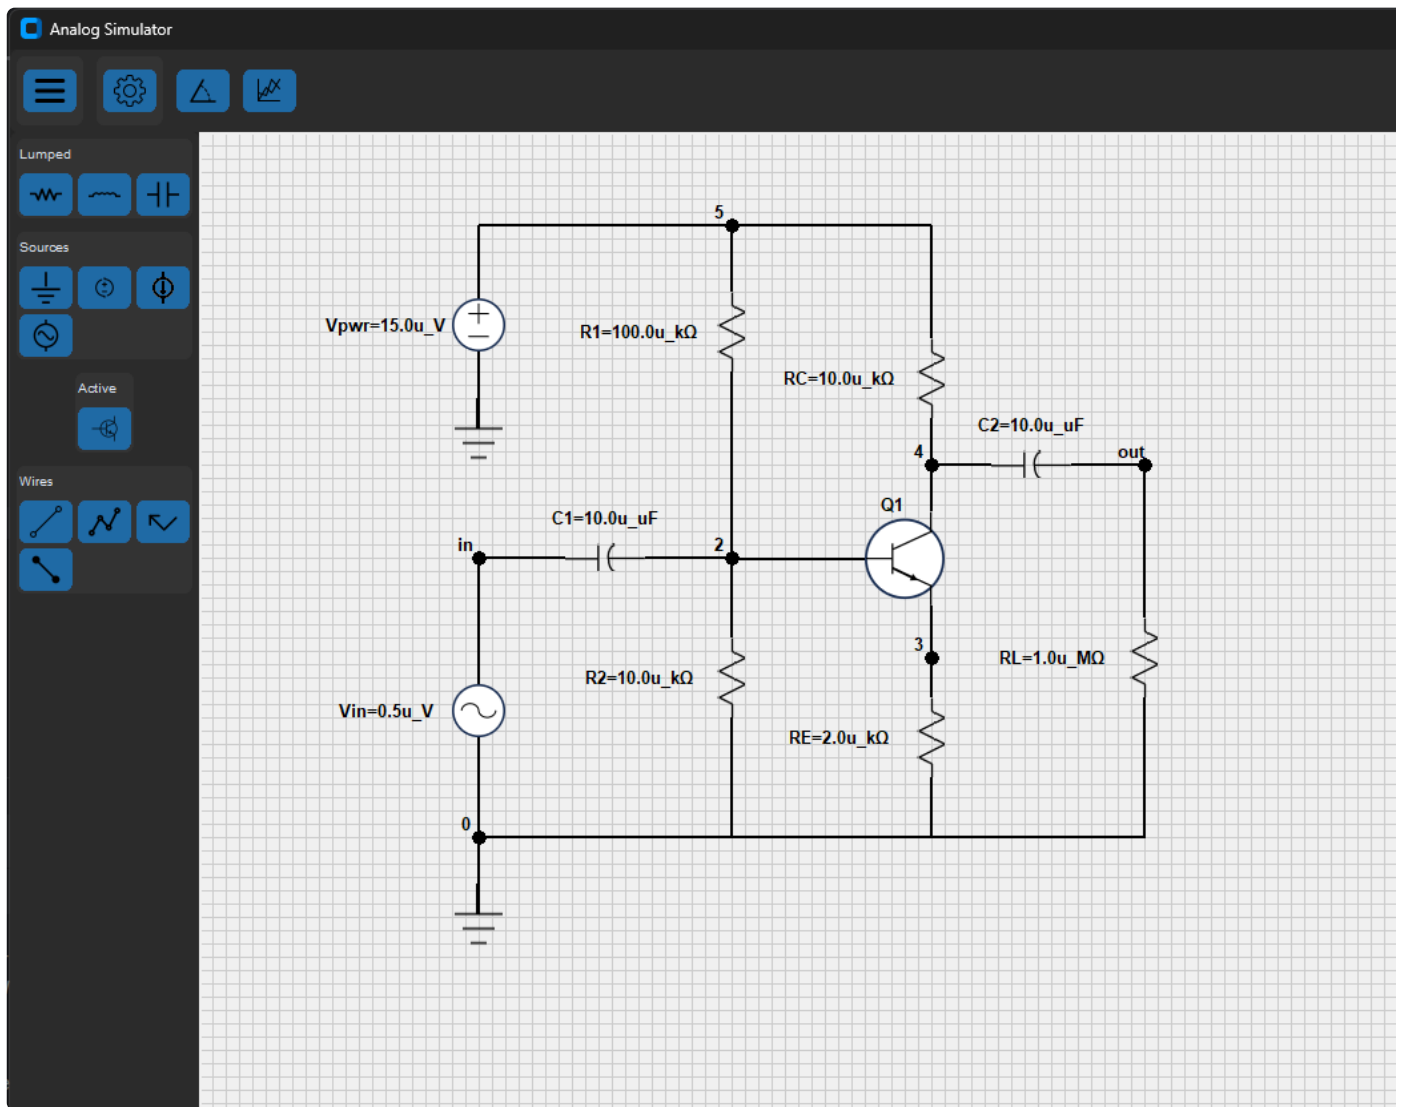 Analog Simulator
Lumped
Sources
Active
Wires
5
Vpwr=15.0u_V
R1=100.0u_kΩ
RC=10.0u_kΩ
C2=10.0u_uF
4
out
Q1
C1=10.0u_uF
in
2
3
RL=1.0u_MΩ
R2=10.0u_kΩ
Vin=0.5u_V
RE=2.0u_kΩ
0